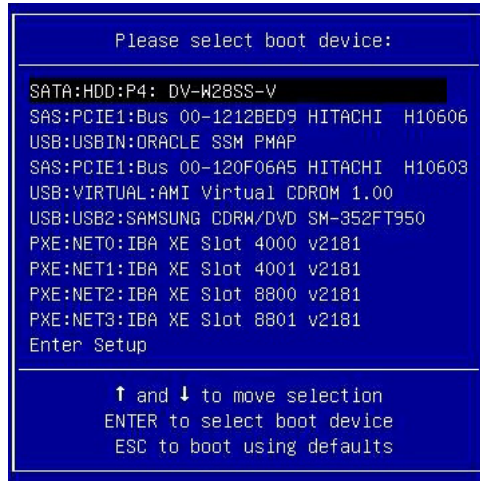 Please select boot device:
SATA:HDD:P4: DV-W28SS-V
SAS:PCIE1:Bus 00-1212BED9 HITACHI H10606
USB:USBIN:ORACLE SSM PMAP
SAS:PCIE1:Bus 00-120F06A5 HITACHI H10603
USB:VIRTUAL:AMI Virtual CDROM 1.00
USB:USB2:SAMSUNG CDRW/DVD SM-352FT950
PXE:NET0:IBA XE Slot 4000 v2181
PXE:NET1:IBA XE Slot 4001 v2181
PXE:NET2:IBA XE Slot 8800 v2181
PXE:NET3:IBA XE Slot 8801 v2181
Enter Setup
↑ and ↓ to move selection
ENTER to select boot device
ESC to boot using defaults